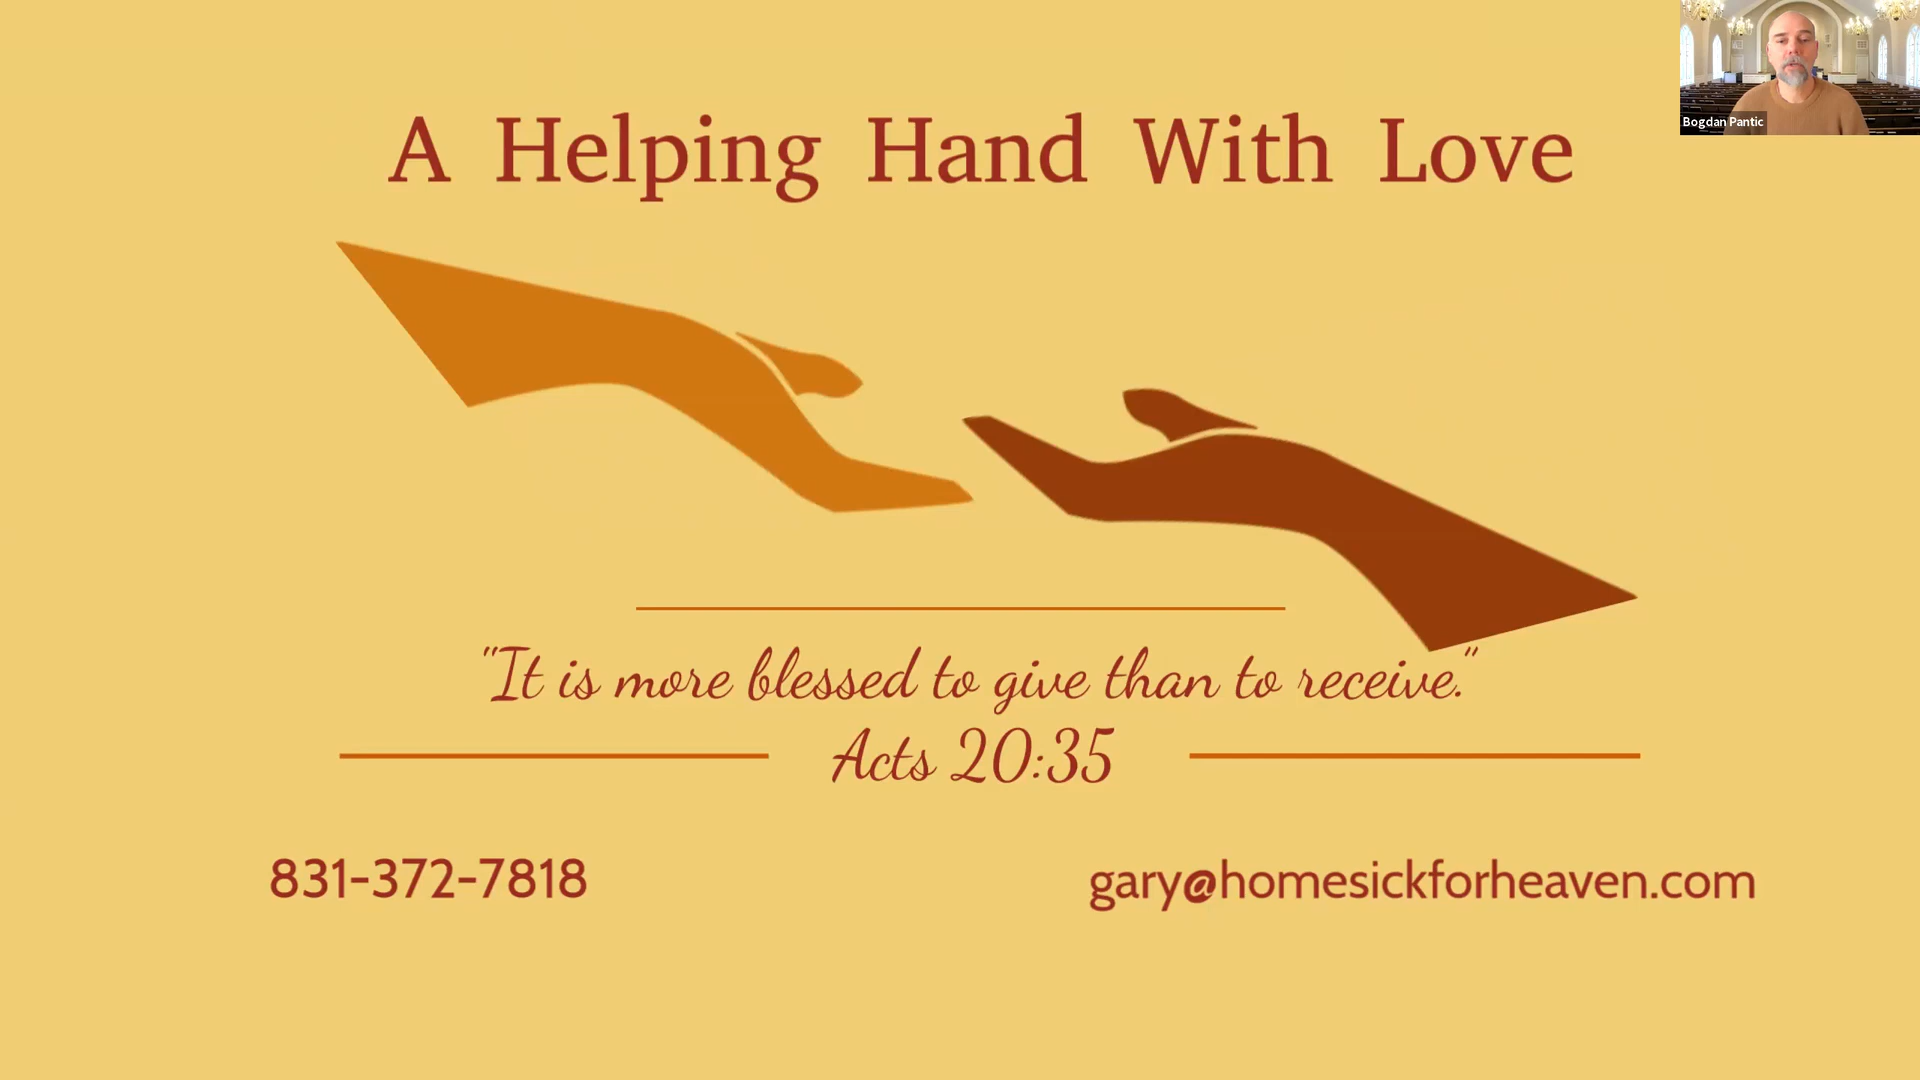 A Helping Hand With Love
Bogdan Pantic
"It is more blessed to give than to receive."
Acts 20:35
831-372-7818
gary@homesickforheaven.com